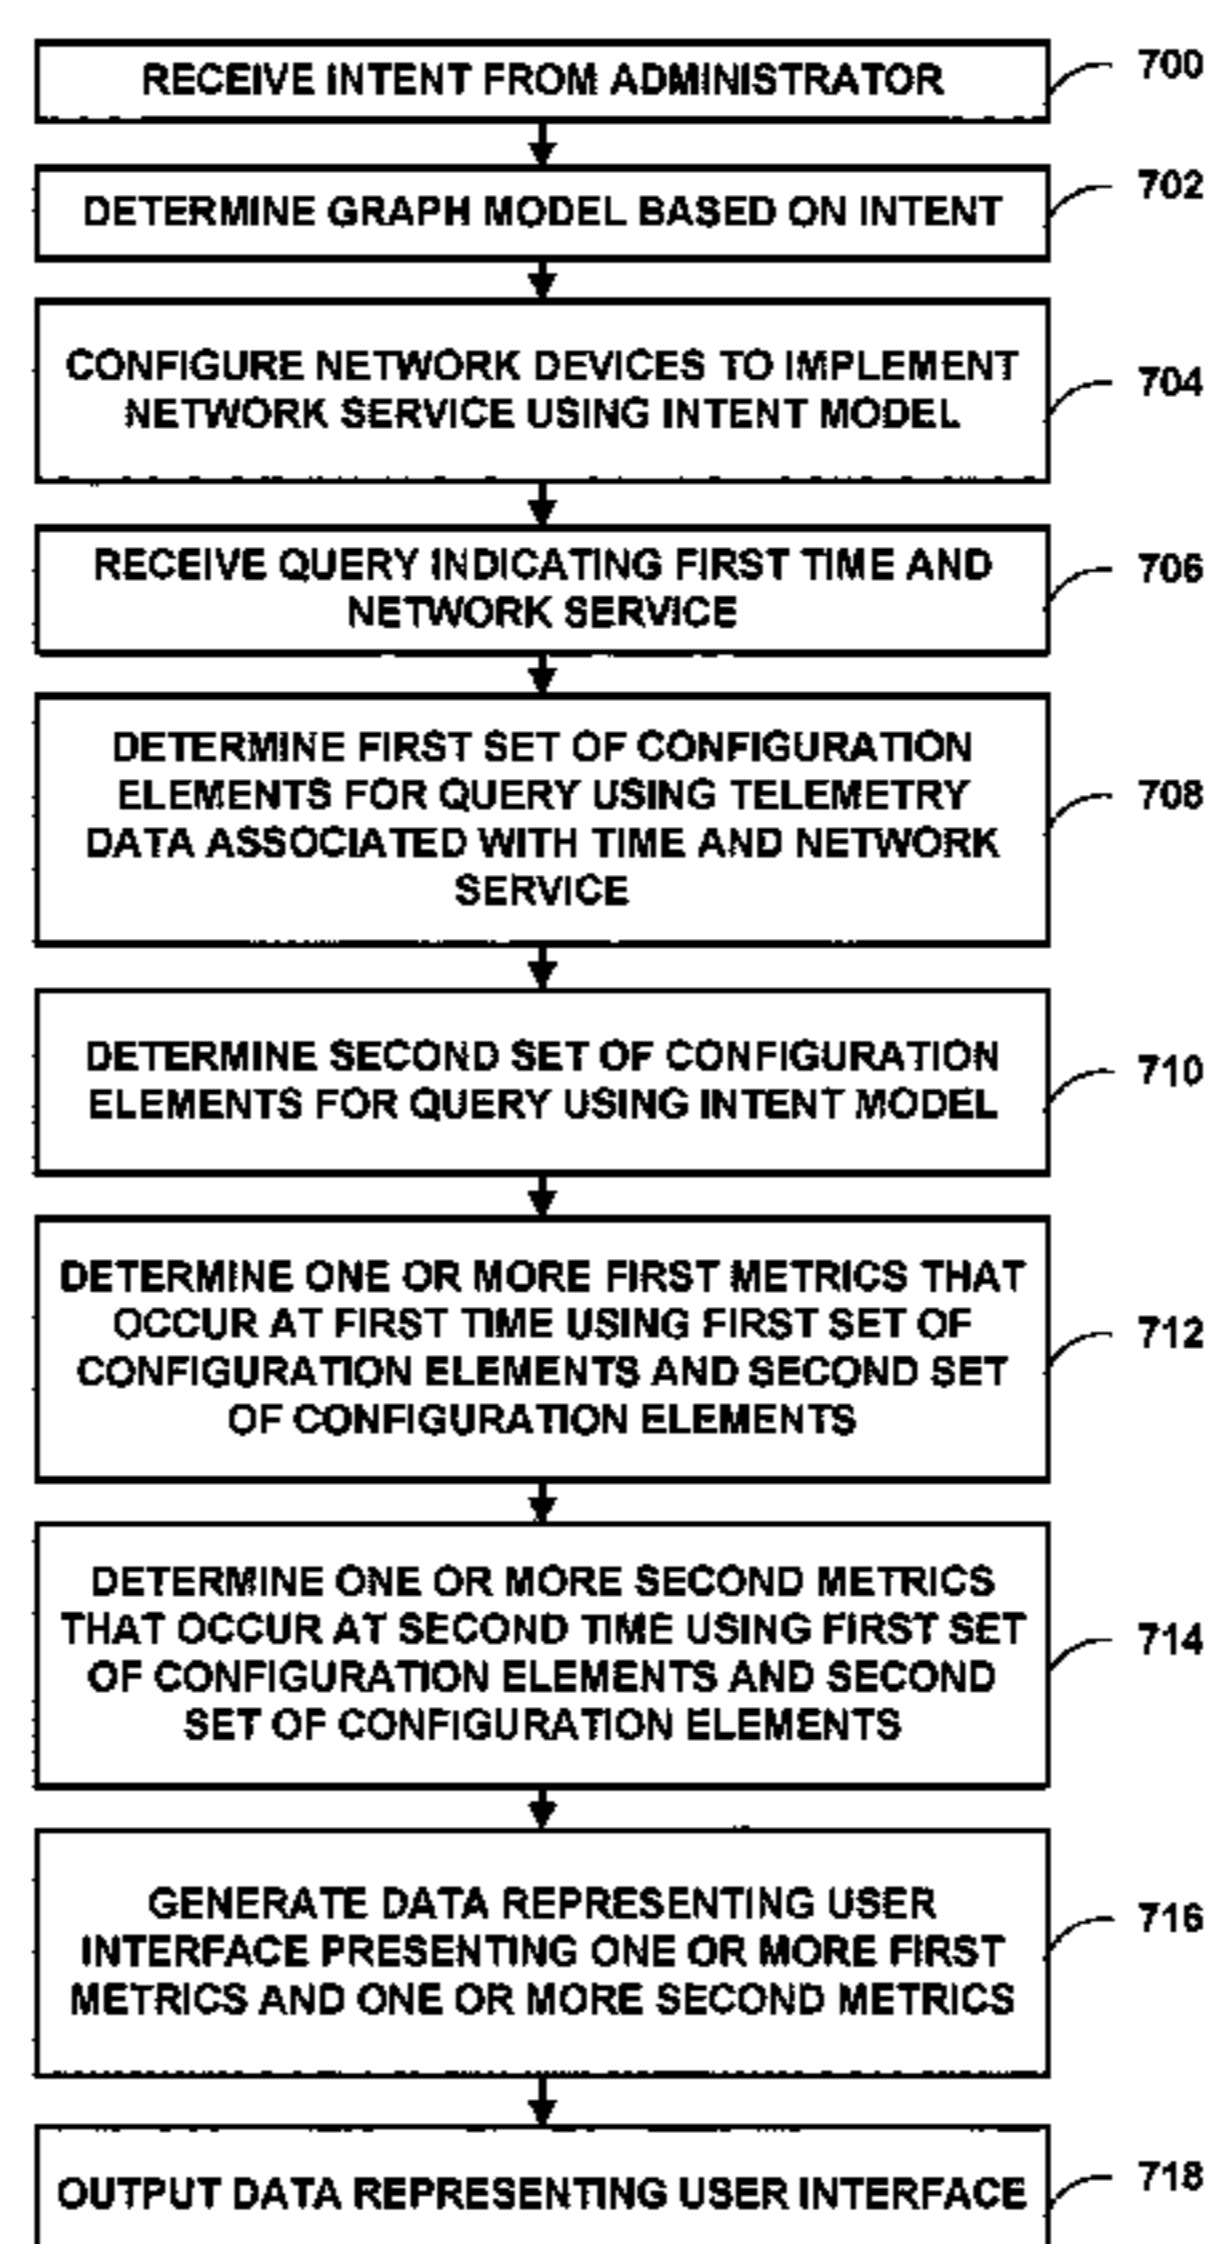 RECEIVE INTENT FROM ADMINISTRATOR
700
DETERMINE GRAPH MODEL BASED ON INTENT
702
CONFIGURE NETWORK DEVICES TO IMPLEMENT
NETWORK SERVICE USING INTENT MODEL
704
RECEIVE QUERY INDICATING FIRST TIME AND
NETWORK SERVICE
706
DETERMINE FIRST SET OF CONFIGURATION
ELEMENTS FOR QUERY USING TELEMETRY
DATA ASSOCIATED WITH TIME AND NETWORK
SERVICE
708
DETERMINE SECOND SET OF CONFIGURATION
ELEMENTS FOR QUERY USING INTENT MODEL
710
DETERMINE ONE OR MORE FIRST METRICS THAT
OCCUR AT FIRST TIME USING FIRST SET OF
CONFIGURATION ELEMENTS AND SECOND SET
OF CONFIGURATION ELEMENTS
712
DETERMINE ONE OR MORE SECOND METRICS
THAT OCCUR AT SECOND TIME USING FIRST SET
OF CONFIGURATION ELEMENTS AND SECOND
SET OF CONFIGURATION ELEMENTS
714
GENERATE DATA REPRESENTING USER
INTERFACE PRESENTING ONE OR MORE FIRST
METRICS AND ONE OR MORE SECOND METRICS
716
OUTPUT DATA REPRESENTING USER INTERFACE
718